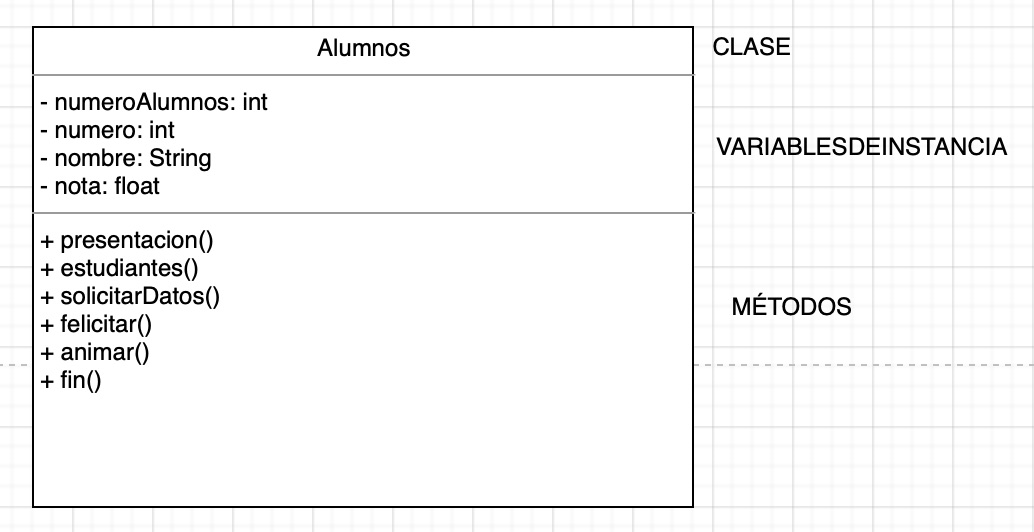 Alumnos
CLASE
- numeroAlumnos: int
- numero: int
- nombre: String
- nota: float
VARIABLESDEINSTANCIA
+ presentacion()
+ estudiantes()
+ solicitarDatos()
+ felicitar()
+ animar()
+ fin()
MÉTODOS